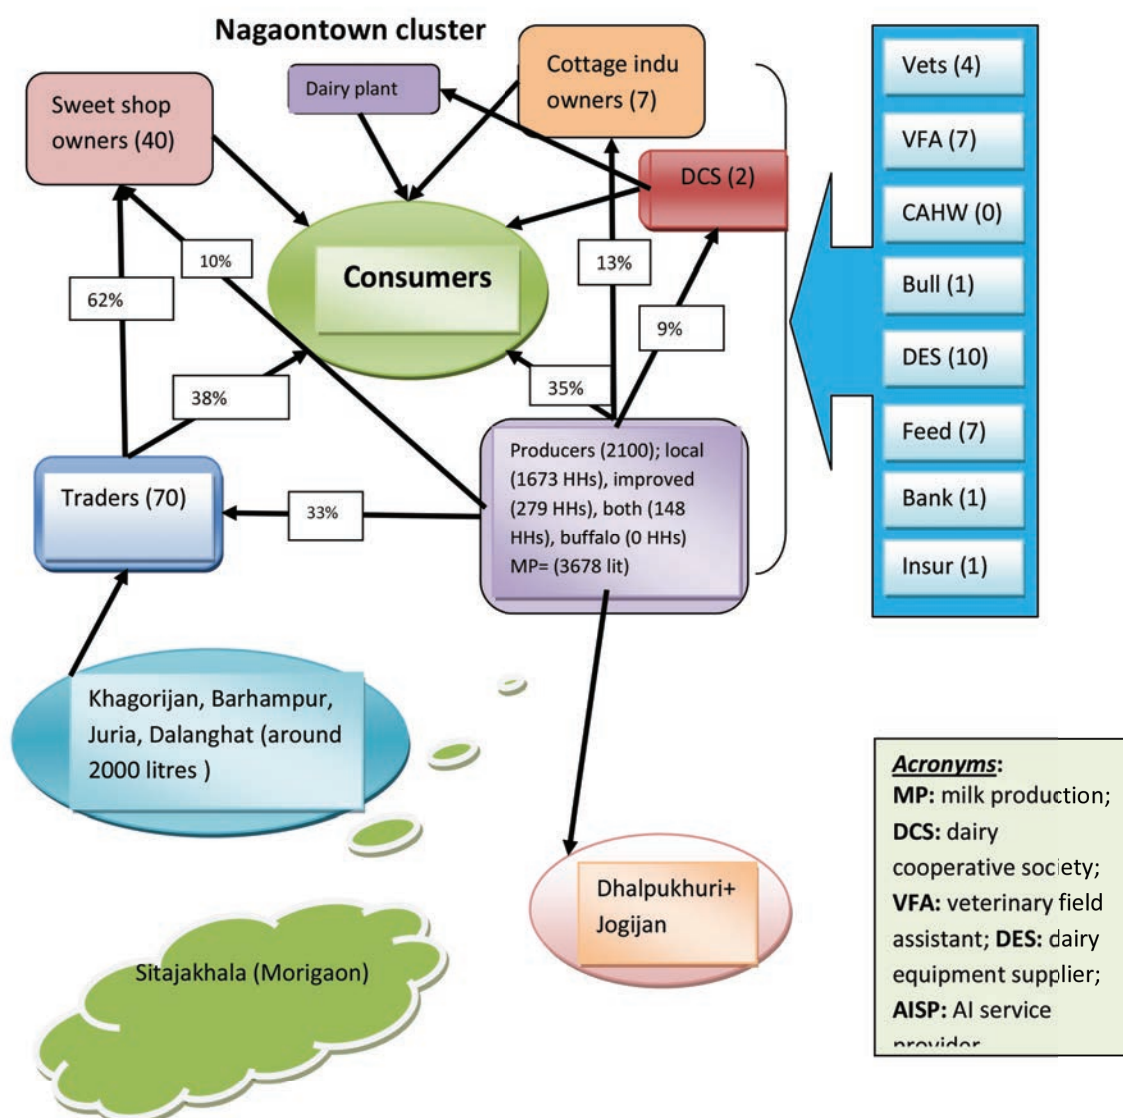 Nagaontown cluster
Sweet shop
owners (40)
Dairy plant
Cottage indu
owners (7)
DCS (2)
Vets (4)
VFA (7)
CAHW (0)
Bull (1)
DES (10)
Feed (7)
Bank (1)
Insur (1)
Consumers
10%
62%
38%
13%
9%
35%
33%
Traders (70)
Producers (2100); local
(1673 HHs), improved
(279 HHs), both (148
HHs), buffalo (0 HHs)
MP= (3678 lit)
Khagorijan, Barhampur,
Juria, Dalanghat (around
2000 litres )
Dhalpukhuri+
Jogijan
Sitajakhala (Morigaon)
Acronyms:
MP: milk production;
DCS: dairy
cooperative society;
VFA: veterinary field
assistant; DES: dairy
equipment supplier;
AISP: AI service
provider